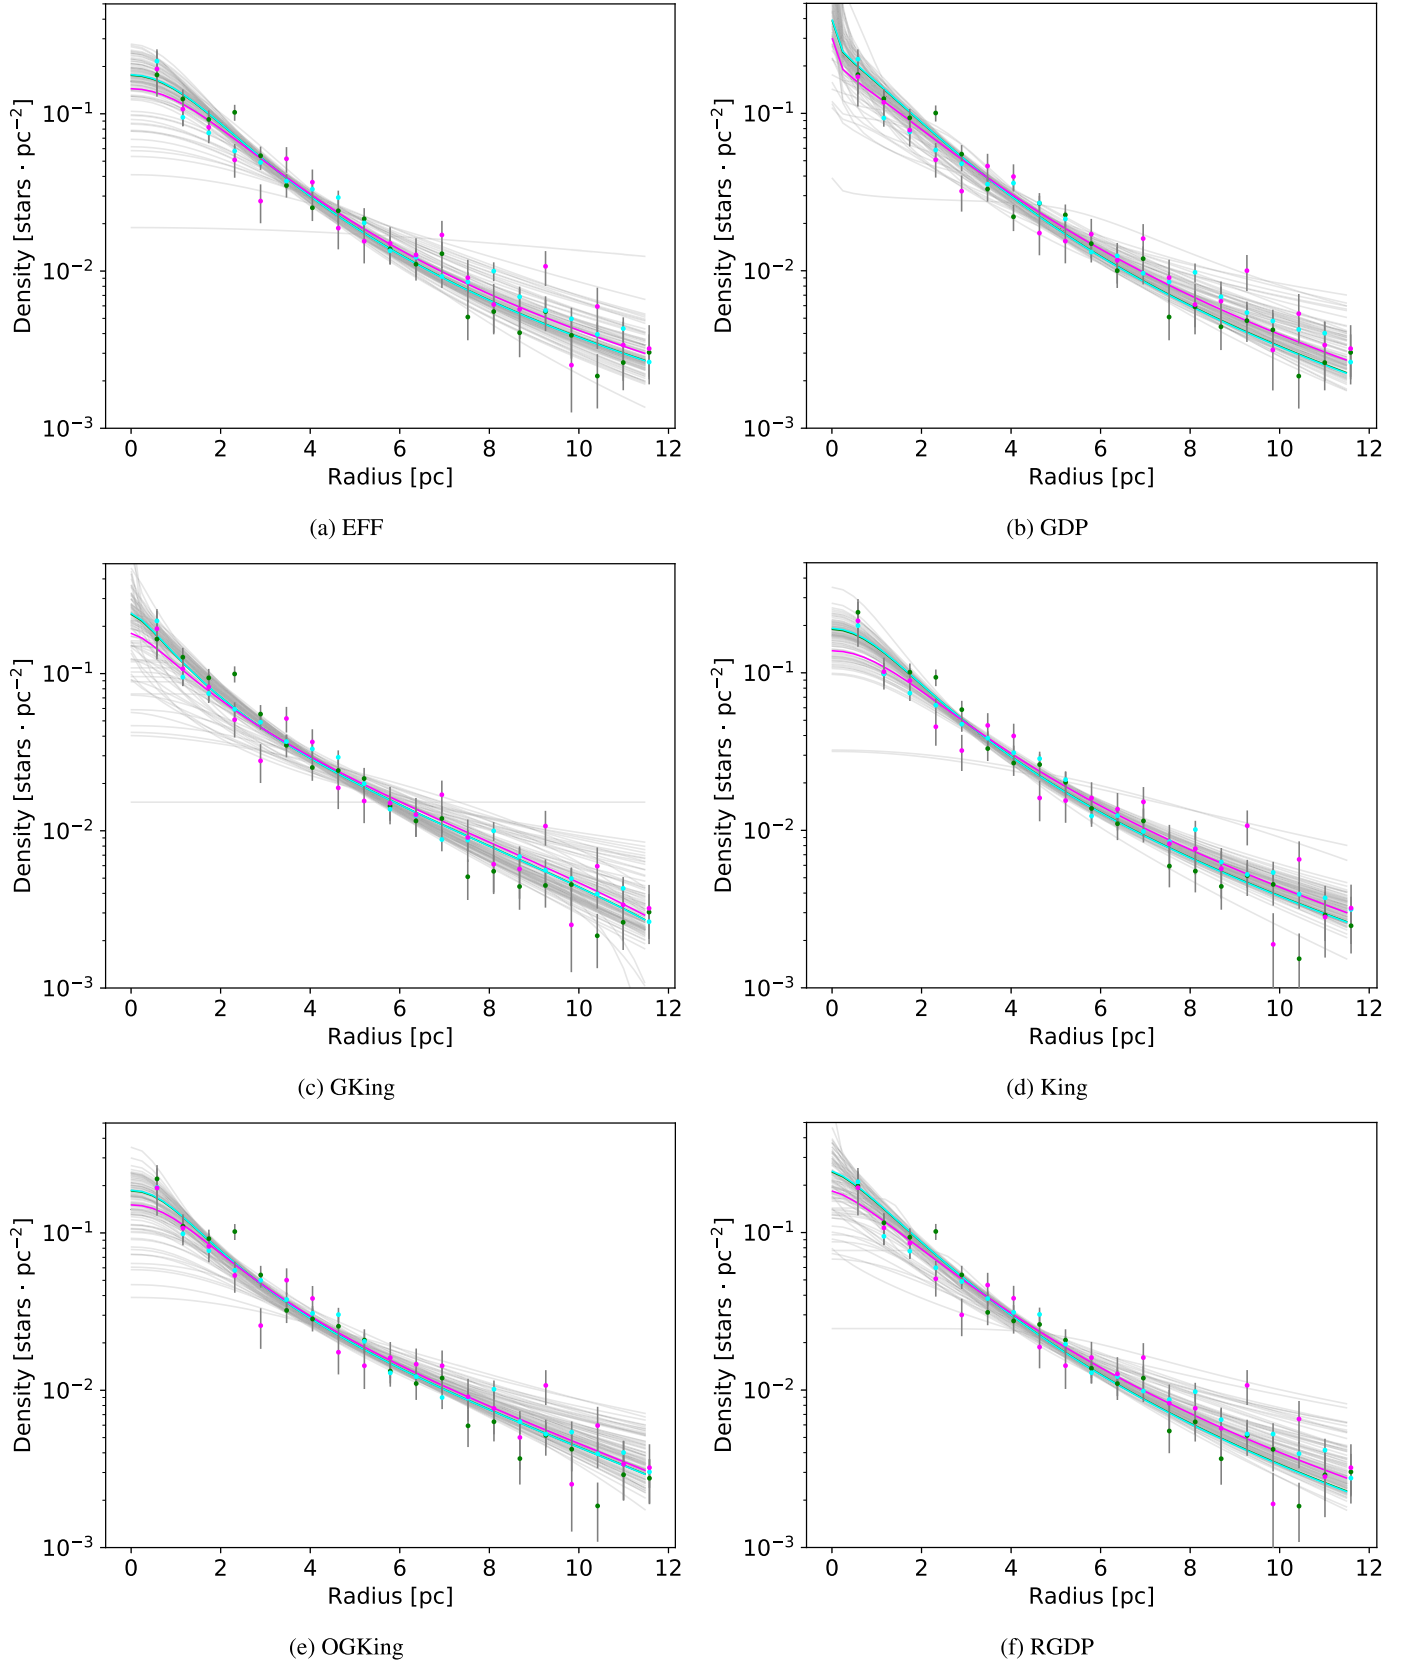 Density [stars · pc⁻²]
10⁻¹
10⁻²
10⁻³
0 2 4 6 8 10 12
Radius [pc]
(a) EFF
Density [stars · pc⁻²]
10⁻¹
10⁻²
10⁻³
0 2 4 6 8 10 12
Radius [pc]
(b) GDP
Density [stars · pc⁻²]
10⁻¹
10⁻²
10⁻³
0 2 4 6 8 10 12
Radius [pc]
(c) GKing
Density [stars · pc⁻²]
10⁻¹
10⁻²
10⁻³
0 2 4 6 8 10 12
Radius [pc]
(d) King
Density [stars · pc⁻²]
10⁻¹
10⁻²
10⁻³
0 2 4 6 8 10 12
Radius [pc]
(e) OGKing
Density [stars · pc⁻²]
10⁻¹
10⁻²
10⁻³
0 2 4 6 8 10 12
Radius [pc]
(f) RGDP